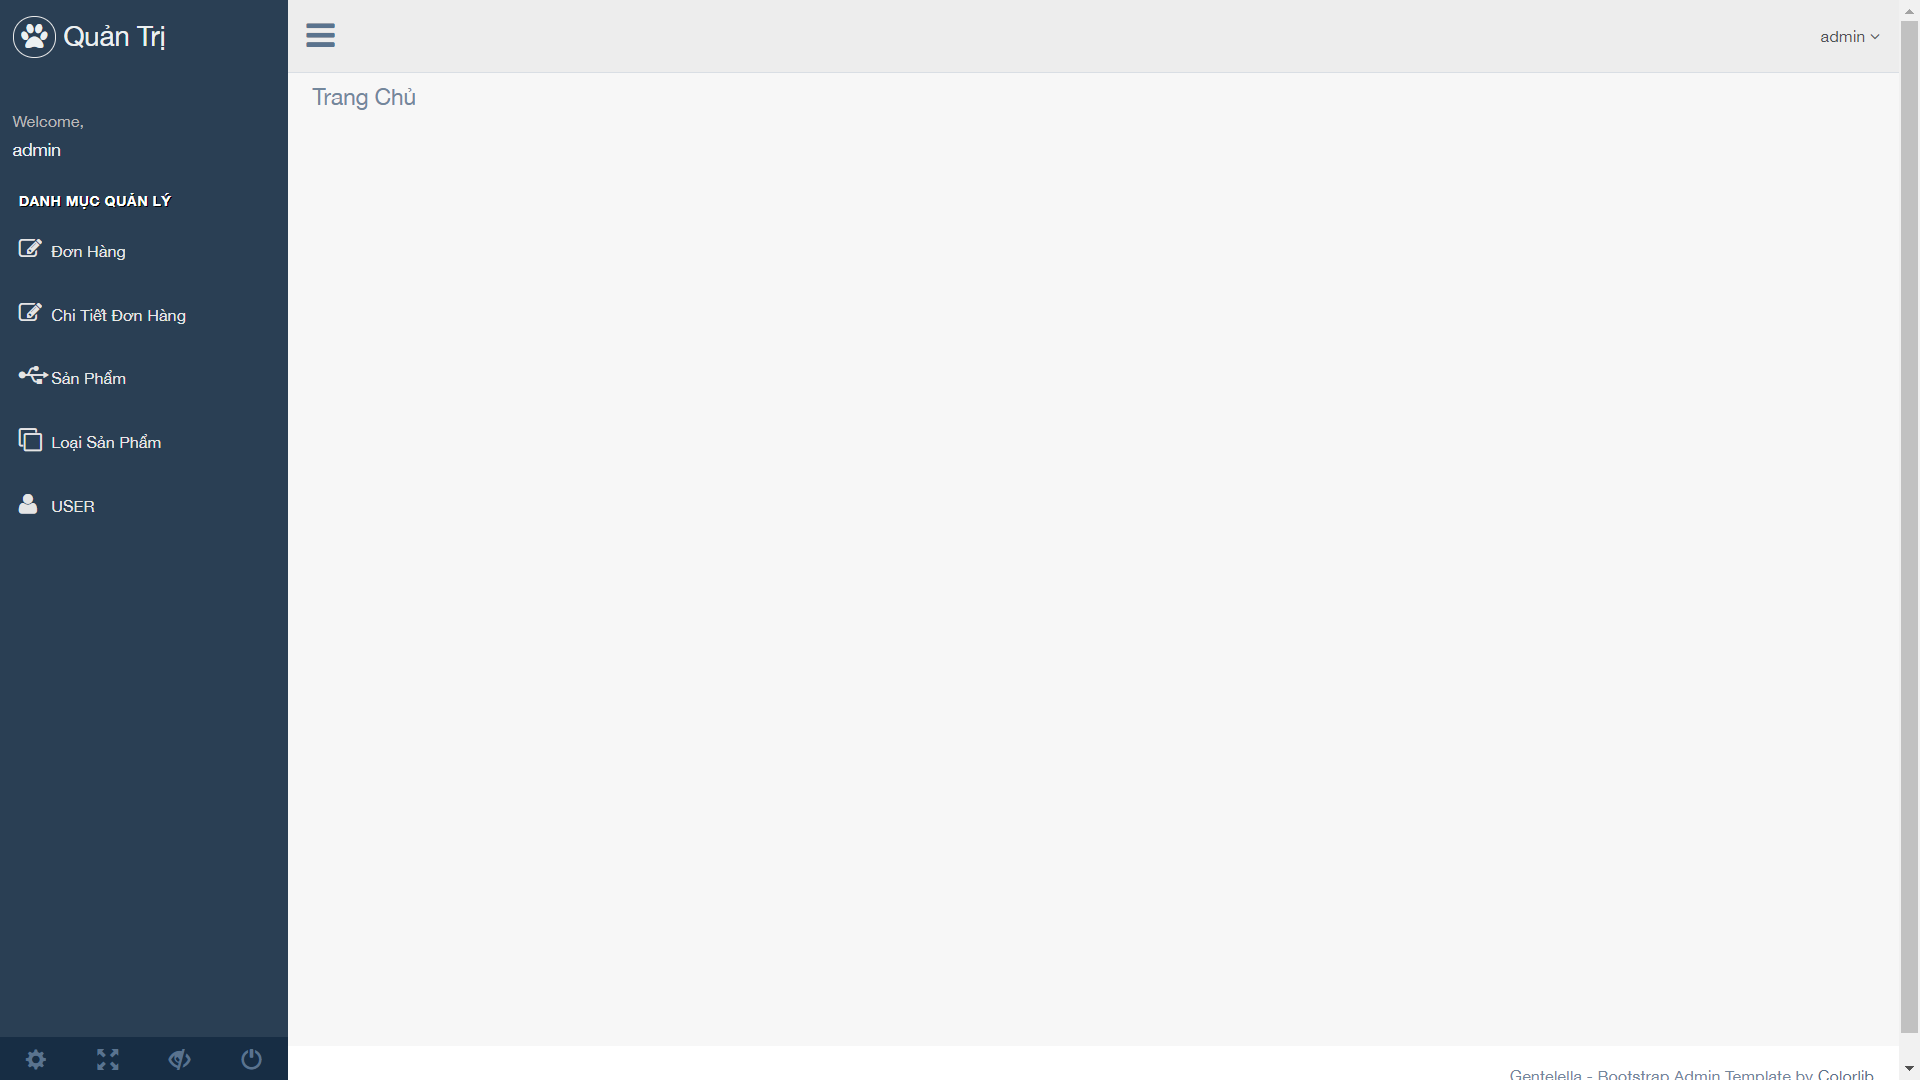 Quản Trị
admin
Trang Chủ
Welcome,
admin
DANH MỤC QUẢN LÝ
Đơn Hàng
Chi Tiết Đơn Hàng
Sản Phẩm
Loại Sản Phẩm
USER
Gentelella - Bootstrap Admin Template by Colorlib